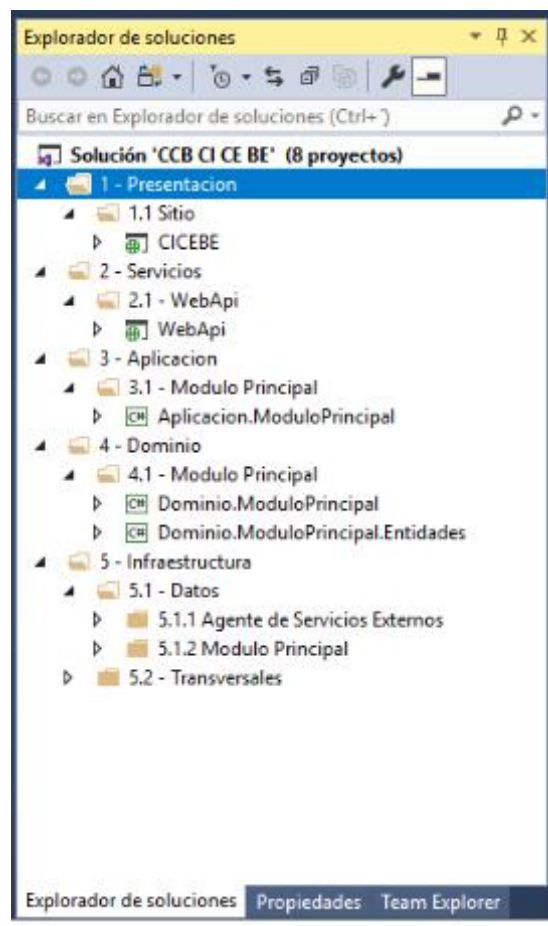 Explorador de soluciones
Buscar en Explorador de soluciones (Ctrl+´)
Solución 'CCB CI CE BE' (8 proyectos)
1 - Presentacion
1.1 Sitio
CICEBE
2 - Servicios
2.1 - WebApi
WebApi
3 - Aplicacion
3.1 - Modulo Principal
C# Aplicacion.ModuloPrincipal
4 - Dominio
4.1 - Modulo Principal
C# Dominio.ModuloPrincipal
C# Dominio.ModuloPrincipal.Entidades
5 - Infraestructura
5.1 - Datos
5.1.1 Agente de Servicios Externos
5.1.2 Modulo Principal
5.2 - Transversales
Explorador de soluciones Propiedades Team Explorer